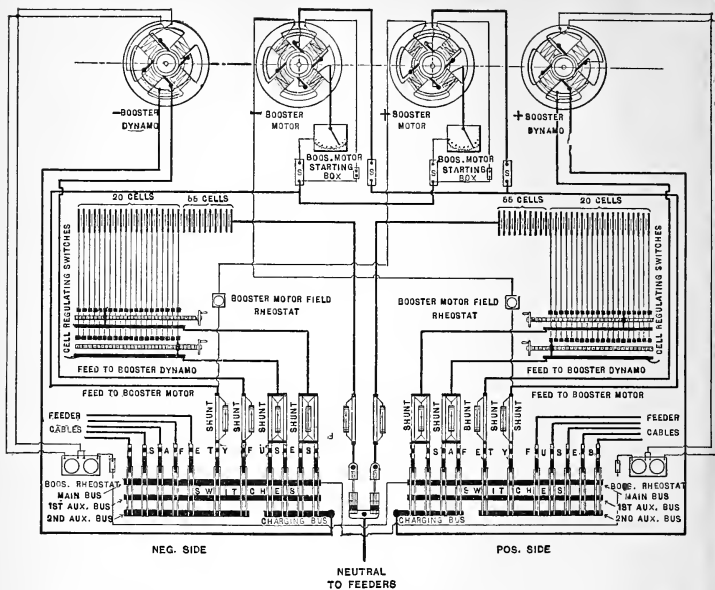 − BOOSTER
DYNAMO
− BOOSTER
MOTOR
+ BOOSTER
MOTOR
+ BOOSTER
DYNAMO
BOOS. MOTOR
STARTING
BOX
BOOS. MOTOR
STARTING
BOX
S
S
S
S
20 CELLS
55 CELLS
55 CELLS
20 CELLS
CELL REGULATING SWITCHES
CELL REGULATING SWITCHES
BOOSTER MOTOR FIELD
RHEOSTAT
BOOSTER MOTOR FIELD
RHEOSTAT
FEED TO BOOSTER DYNAMO
FEED TO BOOSTER DYNAMO
FEED TO BOOSTER MOTOR
FEED TO BOOSTER MOTOR
SHUNT
SHUNT
SHUNT
SHUNT
SHUNT
SHUNT
SHUNT
SHUNT
FEEDER
CABLES
FEEDER
CABLES
SAFETY FUSES
SAFETY FUSES
BOOS. RHEOSTAT
MAIN BUS
1ST AUX. BUS
2ND AUX. BUS
SWITCHES
CHARGING BUS
SWITCHES
CHARGING BUS
BOOS. RHEOSTAT
MAIN BUS
1ST AUX. BUS
2ND AUX. BUS
NEG. SIDE
POS. SIDE
NEUTRAL
TO FEEDERS